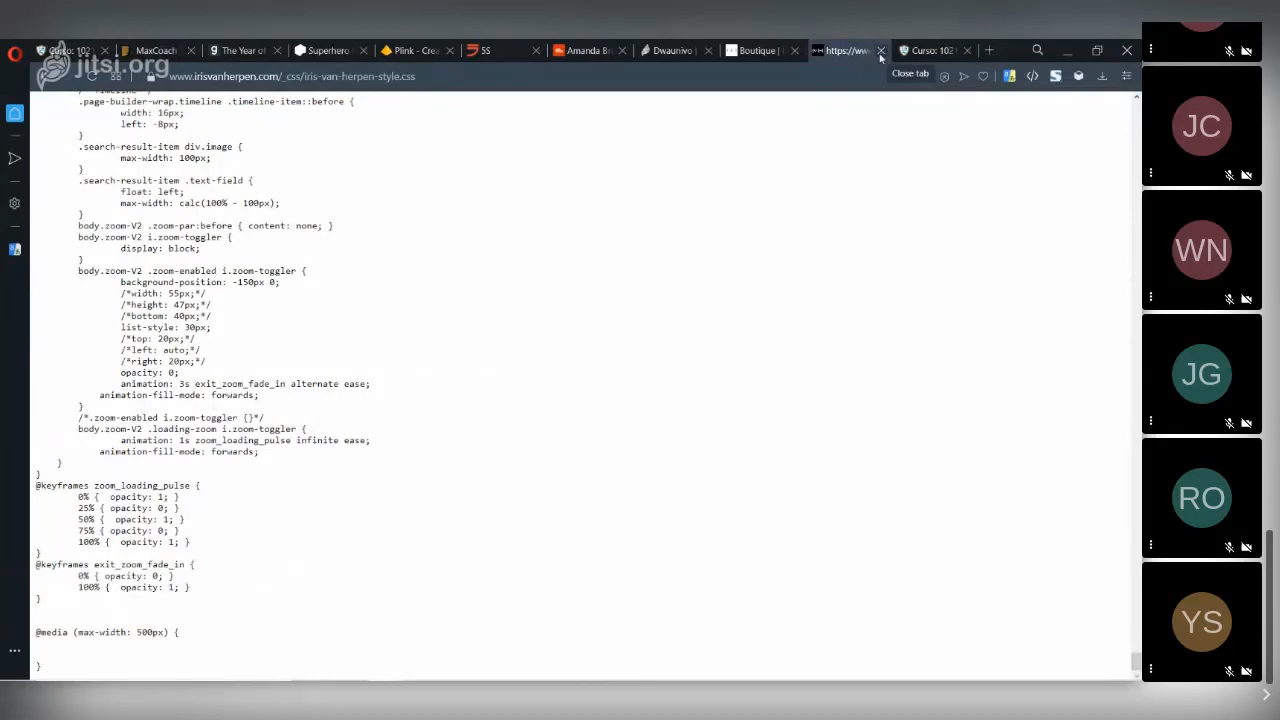 Curso: 102
MaxCoach
The Year of
Superhero
Plink - Crea
5S
Amanda Br
Dwaunivo |
Boutique |
https://ww
Curso: 102
jitsi.org
www.irisvanherpen.com/_css/iris-van-herpen-style.css
Close tab
.page-builder-wrap.timeline .timeline-item::before {
width: 16px;
left: -8px;
}
.search-result-item div.image {
max-width: 100px;
}
.search-result-item .text-field {
float: left;
max-width: calc(100% - 100px);
}
body.zoom-V2 .zoom-par:before { content: none; }
body.zoom-V2 i.zoom-toggler {
display: block;
}
body.zoom-V2 .zoom-enabled i.zoom-toggler {
background-position: -150px 0;
/*width: 55px;*/
/*height: 47px;*/
/*bottom: 40px;*/
list-style: 30px;
/*top: 20px;*/
/*left: auto;*/
/*right: 20px;*/
opacity: 0;
animation: 3s exit_zoom_fade_in alternate ease;
animation-fill-mode: forwards;
}
/*.zoom-enabled i.zoom-toggler {}*/
body.zoom-V2 .loading-zoom i.zoom-toggler {
animation: 1s zoom_loading_pulse infinite ease;
animation-fill-mode: forwards;
}
}
@keyframes zoom_loading_pulse {
0% { opacity: 1; }
25% { opacity: 0; }
50% { opacity: 1; }
75% { opacity: 0; }
100% { opacity: 1; }
}
@keyframes exit_zoom_fade_in {
0% { opacity: 0; }
100% { opacity: 1; }
}
@media (max-width: 500px) {
}
JC
WN
JG
RO
YS